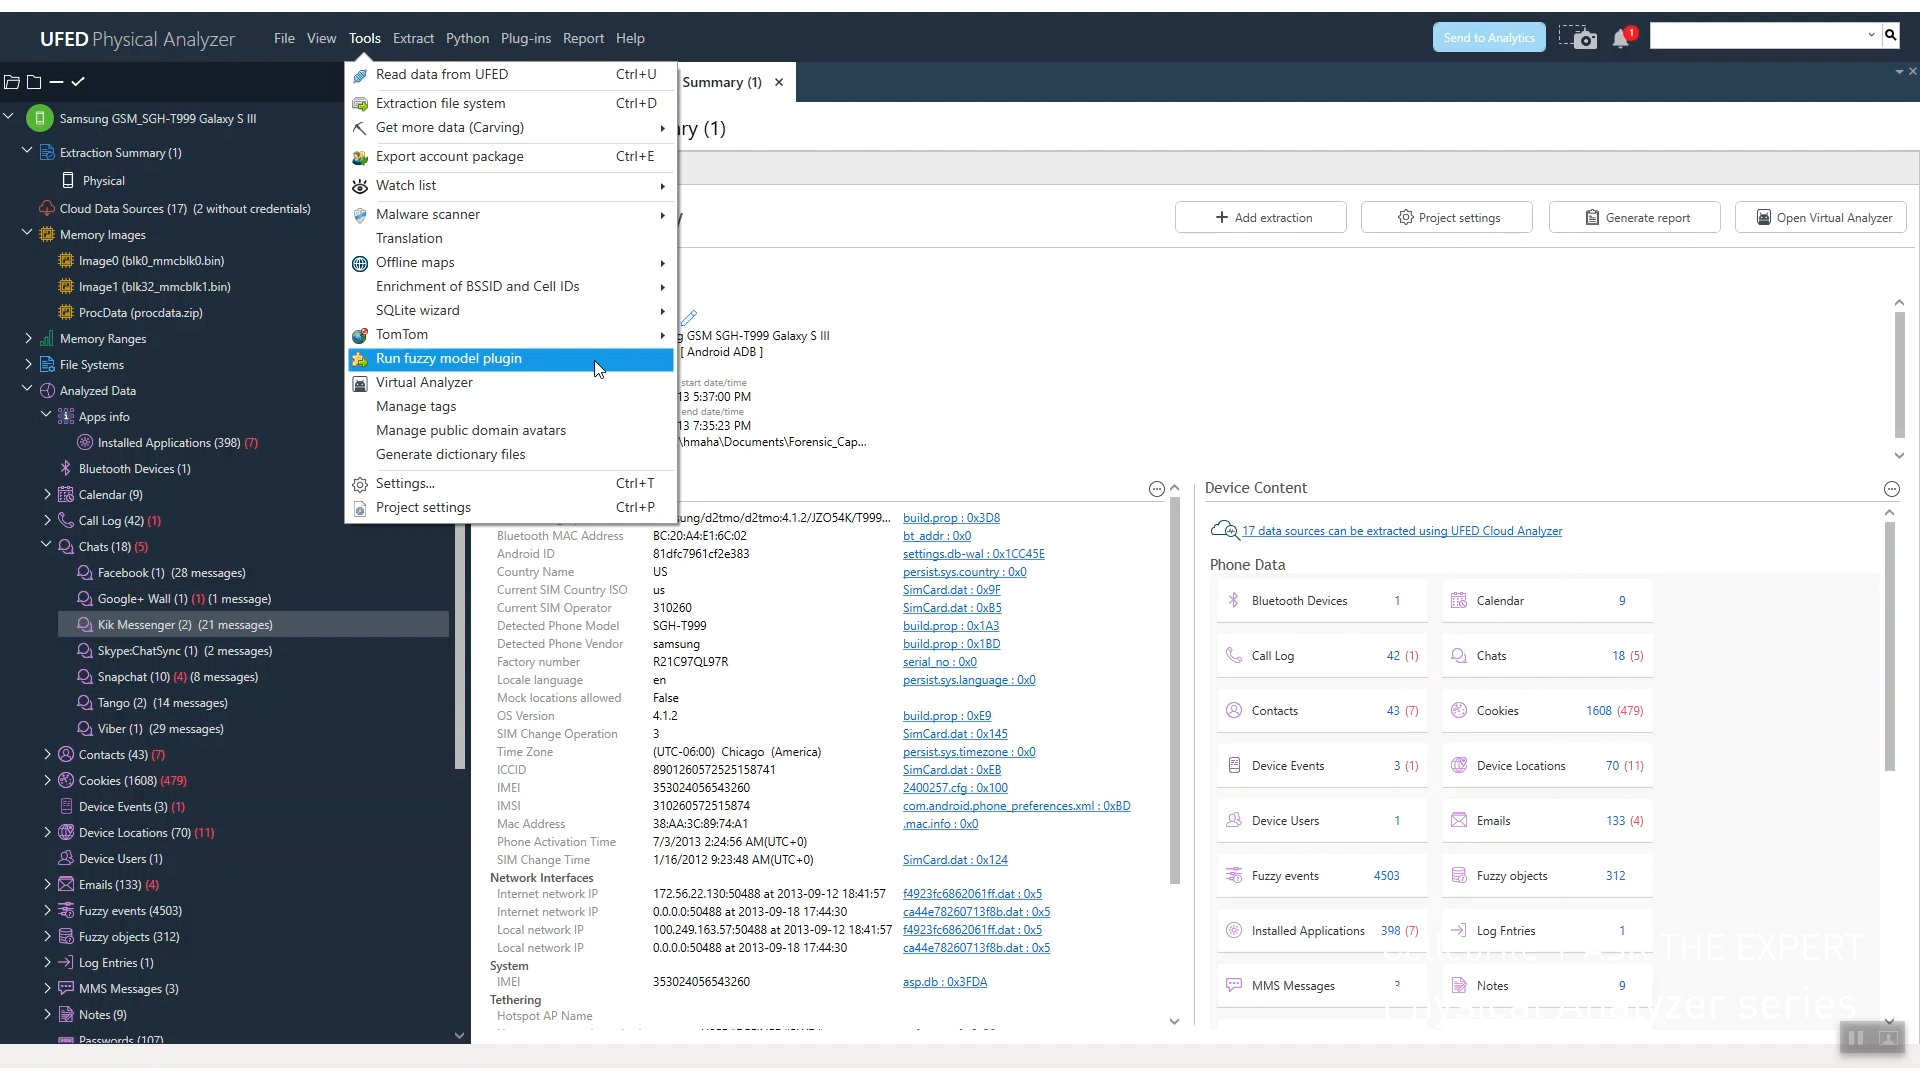 UFED Physical Analyzer
File View Tools Extract Python Plug-ins Report Help
Send to Analytics
1
Read data from UFED Ctrl+U
Extraction file system Ctrl+D
Get more data (Carving)
Export account package Ctrl+E
Watch list
Malware scanner
Translation
Offline maps
Enrichment of BSSID and Cell IDs
SQLite wizard
TomTom
Run fuzzy model plugin
Virtual Analyzer
Manage tags
Manage public domain avatars
Generate dictionary files
Settings... Ctrl+T
Project settings Ctrl+P
Samsung GSM_SGH-T999 Galaxy S III
Extraction Summary (1)
Physical
Cloud Data Sources (17) (2 without credentials)
Memory Images
Image0 (blk0_mmcblk0.bin)
Image1 (blk32_mmcblk1.bin)
ProcData (procdata.zip)
Memory Ranges
File Systems
Analyzed Data
Apps info
Installed Applications (398) (7)
Bluetooth Devices (1)
Calendar (9)
Call Log (42) (1)
Chats (18) (5)
Facebook (1) (28 messages)
Google+ Wall (1) (1) (1 message)
Kik Messenger (2) (21 messages)
Skype:ChatSync (1) (2 messages)
Snapchat (10) (4) (8 messages)
Tango (2) (14 messages)
Viber (1) (29 messages)
Contacts (43) (7)
Cookies (1608) (479)
Device Events (3) (1)
Device Locations (70) (11)
Device Users (1)
Emails (133) (4)
Fuzzy events (4503)
Fuzzy objects (312)
Log Entries (1)
MMS Messages (3)
Notes (9)
Passwords (107)
Summary (1)
ry (1)
Add extraction
Project settings
Generate report
Open Virtual Analyzer
GSM SGH-T999 Galaxy S III
[ Android ADB ]
start date/time
13 5:37:00 PM
end date/time
13 7:35:23 PM
\hmaha\Documents\Forensic_Cap...
sung/d2tmo/d2tmo:4.1.2/JZO54K/T999... build.prop : 0x3D8
Bluetooth MAC Address BC:20:A4:E1:6C:02 bt_addr : 0x0
Android ID 81dfc7961cf2e383 settings.db-wal : 0x1CC45E
Country Name US persist.sys.country : 0x0
Current SIM Country ISO us SimCard.dat : 0x9F
Current SIM Operator 310260 SimCard.dat : 0xB5
Detected Phone Model SGH-T999 build.prop : 0x1A3
Detected Phone Vendor samsung build.prop : 0x1BD
Factory number R21C97QL97R serial_no : 0x0
Locale language en persist.sys.language : 0x0
Mock locations allowed False
OS Version 4.1.2 build.prop : 0xE9
SIM Change Operation 3 SimCard.dat : 0x145
Time Zone (UTC-06:00) Chicago (America) persist.sys.timezone : 0x0
ICCID 8901260572525158741 SimCard.dat : 0xEB
IMEI 353024056543260 2400257.cfg : 0x100
IMSI 310260572515874 com.android.phone_preferences.xml : 0xBD
Mac Address 38:AA:3C:89:74:A1 .mac.info : 0x0
Phone Activation Time 7/3/2013 2:24:56 AM(UTC+0)
SIM Change Time 1/16/2012 9:23:48 AM(UTC+0) SimCard.dat : 0x124
Network Interfaces
Internet network IP 172.56.22.130:50488 at 2013-09-12 18:41:57 f4923fc6862061ff.dat : 0x5
Internet network IP 0.0.0.0:50488 at 2013-09-18 17:44:30 ca44e78260713f8b.dat : 0x5
Local network IP 100.249.163.57:50488 at 2013-09-12 18:41:57 f4923fc6862061ff.dat : 0x5
Local network IP 0.0.0.0:50488 at 2013-09-18 17:44:30 ca44e78260713f8b.dat : 0x5
System
IMEI 353024056543260 asp.db : 0x3FDA
Tethering
Hotspot AP Name
Device Content
17 data sources can be extracted using UFED Cloud Analyzer
Phone Data
Bluetooth Devices 1 Calendar 9
Call Log 42 (1) Chats 18 (5)
Contacts 43 (7) Cookies 1608 (479)
Device Events 3 (1) Device Locations 70 (11)
Device Users 1 Emails 133 (4)
Fuzzy events 4503 Fuzzy objects 312
Installed Applications 398 (7) Log Entries 1
MMS Messages 3 Notes 9
THE EXPERT
Physical Analyzer series